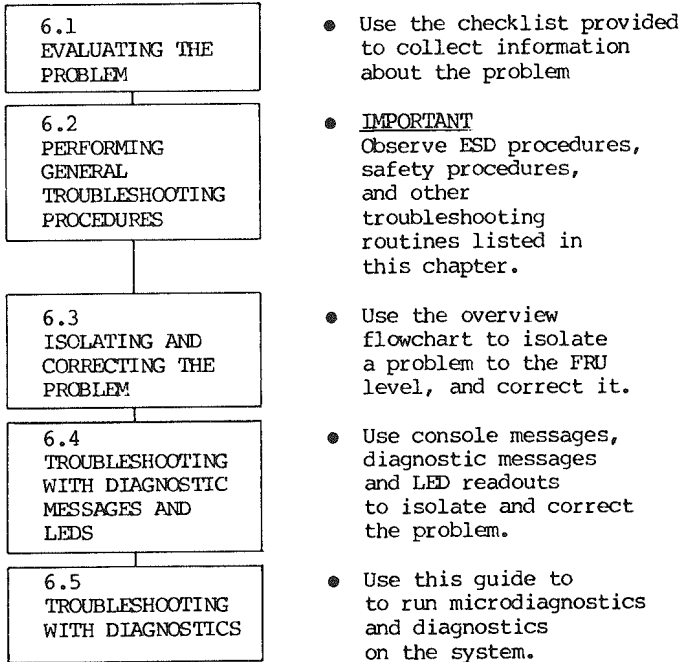 6.1
EVALUATING THE
PROBLEM
● Use the checklist provided
to collect information
about the problem
6.2
PERFORMING
GENERAL
TROUBLESHOOTING
PROCEDURES
● IMPORTANT
Observe ESD procedures,
safety procedures,
and other
troubleshooting
routines listed in
this chapter.
6.3
ISOLATING AND
CORRECTING THE
PROBLEM
● Use the overview
flowchart to isolate
a problem to the FRU
level, and correct it.
6.4
TROUBLESHOOTING
WITH DIAGNOSTIC
MESSAGES AND
LEDS
● Use console messages,
diagnostic messages
and LED readouts
to isolate and correct
the problem.
6.5
TROUBLESHOOTING
WITH DIAGNOSTICS
● Use this guide to
to run microdiagnostics
and diagnostics
on the system.